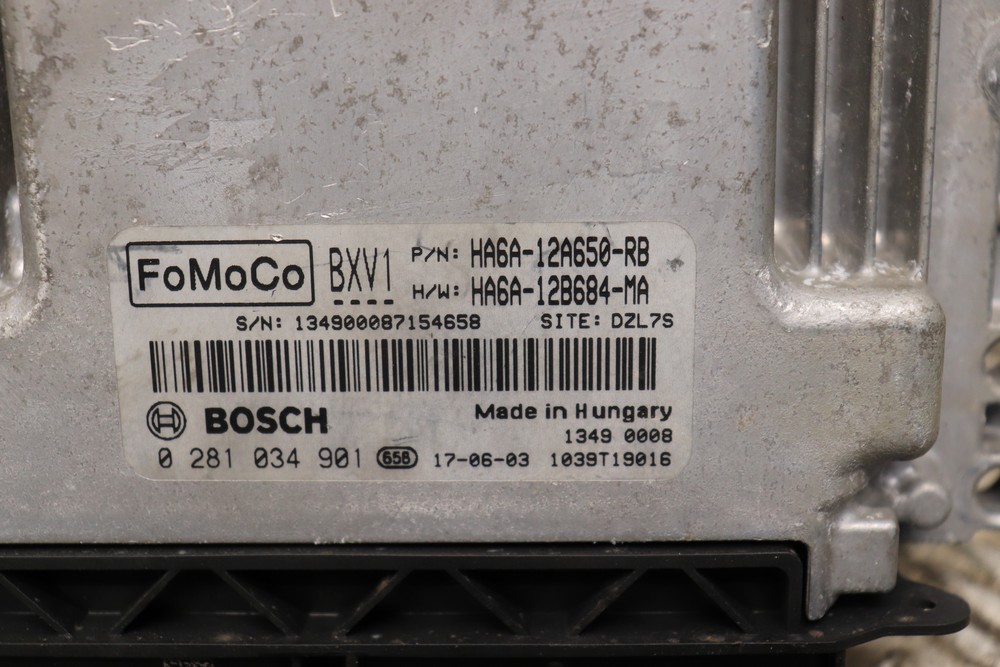 FoMoCo BXV1 P/N: HA6A-12A650-RB
H/W: HA6A-12B684-MA
S/N: 134900087154658 SITE: DZL7S
BOSCH Made in Hungary
1349 0008
0 281 034 901 65B 17-06-03 1039T19016